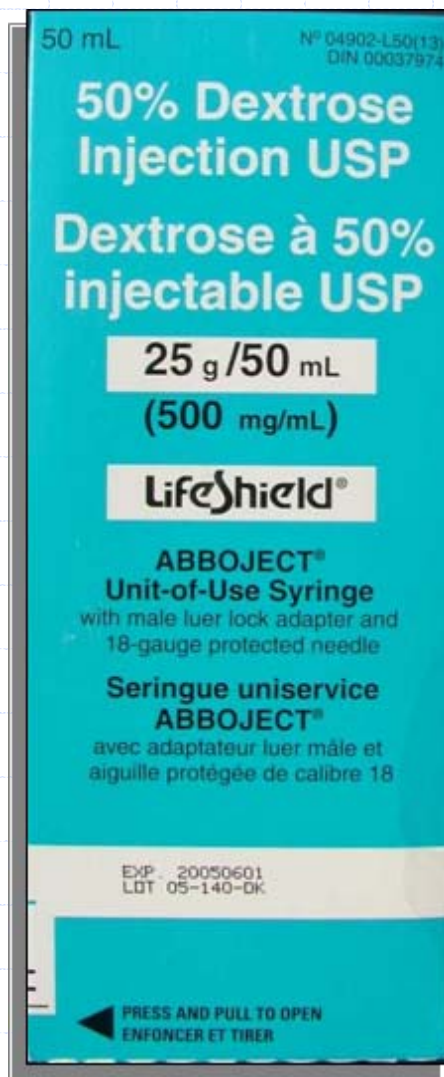 50 mL
Nº 04902-L50(13)
DIN 00037974
50% Dextrose
Injection USP
Dextrose à 50%
injectable USP
25 g/50 mL
(500 mg/mL)
LifeShield®
ABBOJECT®
Unit-of-Use Syringe
with male luer lock adapter and
18-gauge protected needle
Seringue uniservice
ABBOJECT®
avec adaptateur luer mâle et
aiguille protégée de calibre 18
EXP. 20050601
LOT 05-140-DK
PRESS AND PULL TO OPEN
ENFONCER ET TIRER